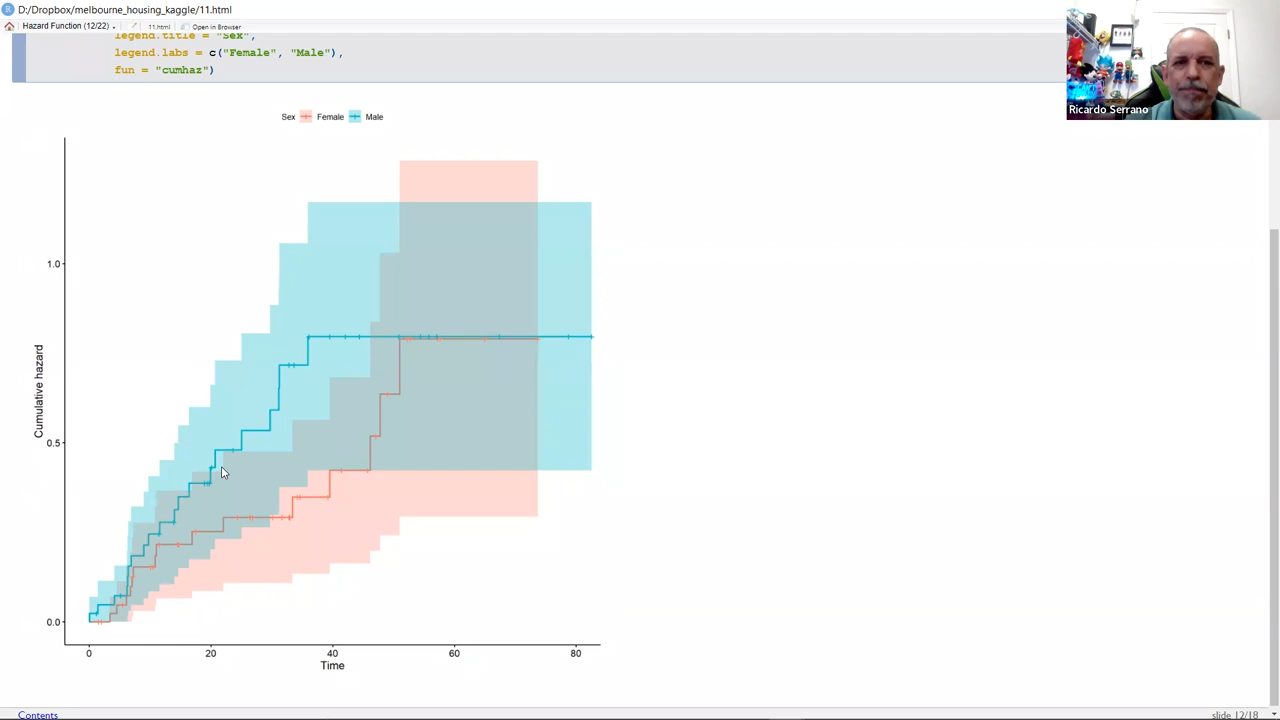 D:/Dropbox/melbourne_housing_kaggle/11.html
Hazard Function (12/22)
11.html
Open in Browser
legend.title = "Sex",
legend.labs = c("Female", "Male"),
fun = "cumhaz")
Ricardo Serrano
Sex Female Male
1.0
0.5
0.0
Cumulative hazard
0 20 40 60 80
Time
Contents
slide 12/18